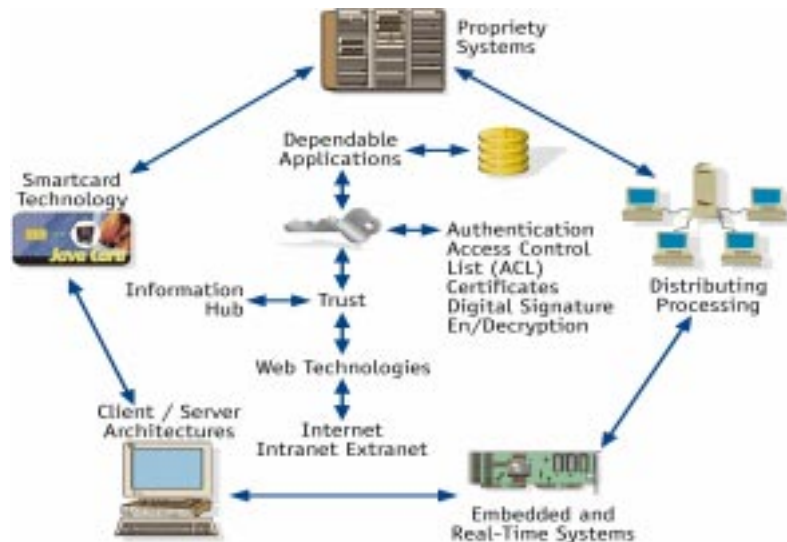 Propriety
Systems
Dependable
Applications
Smartcard
Technology
Java Card
Authentication
Access Control
List (ACL)
Certificates
Digital Signature
En/Decryption
Distributing
Processing
Information
Hub
Trust
Web Technologies
Client / Server
Architectures
Internet
Intranet Extranet
Embedded and
Real-Time Systems